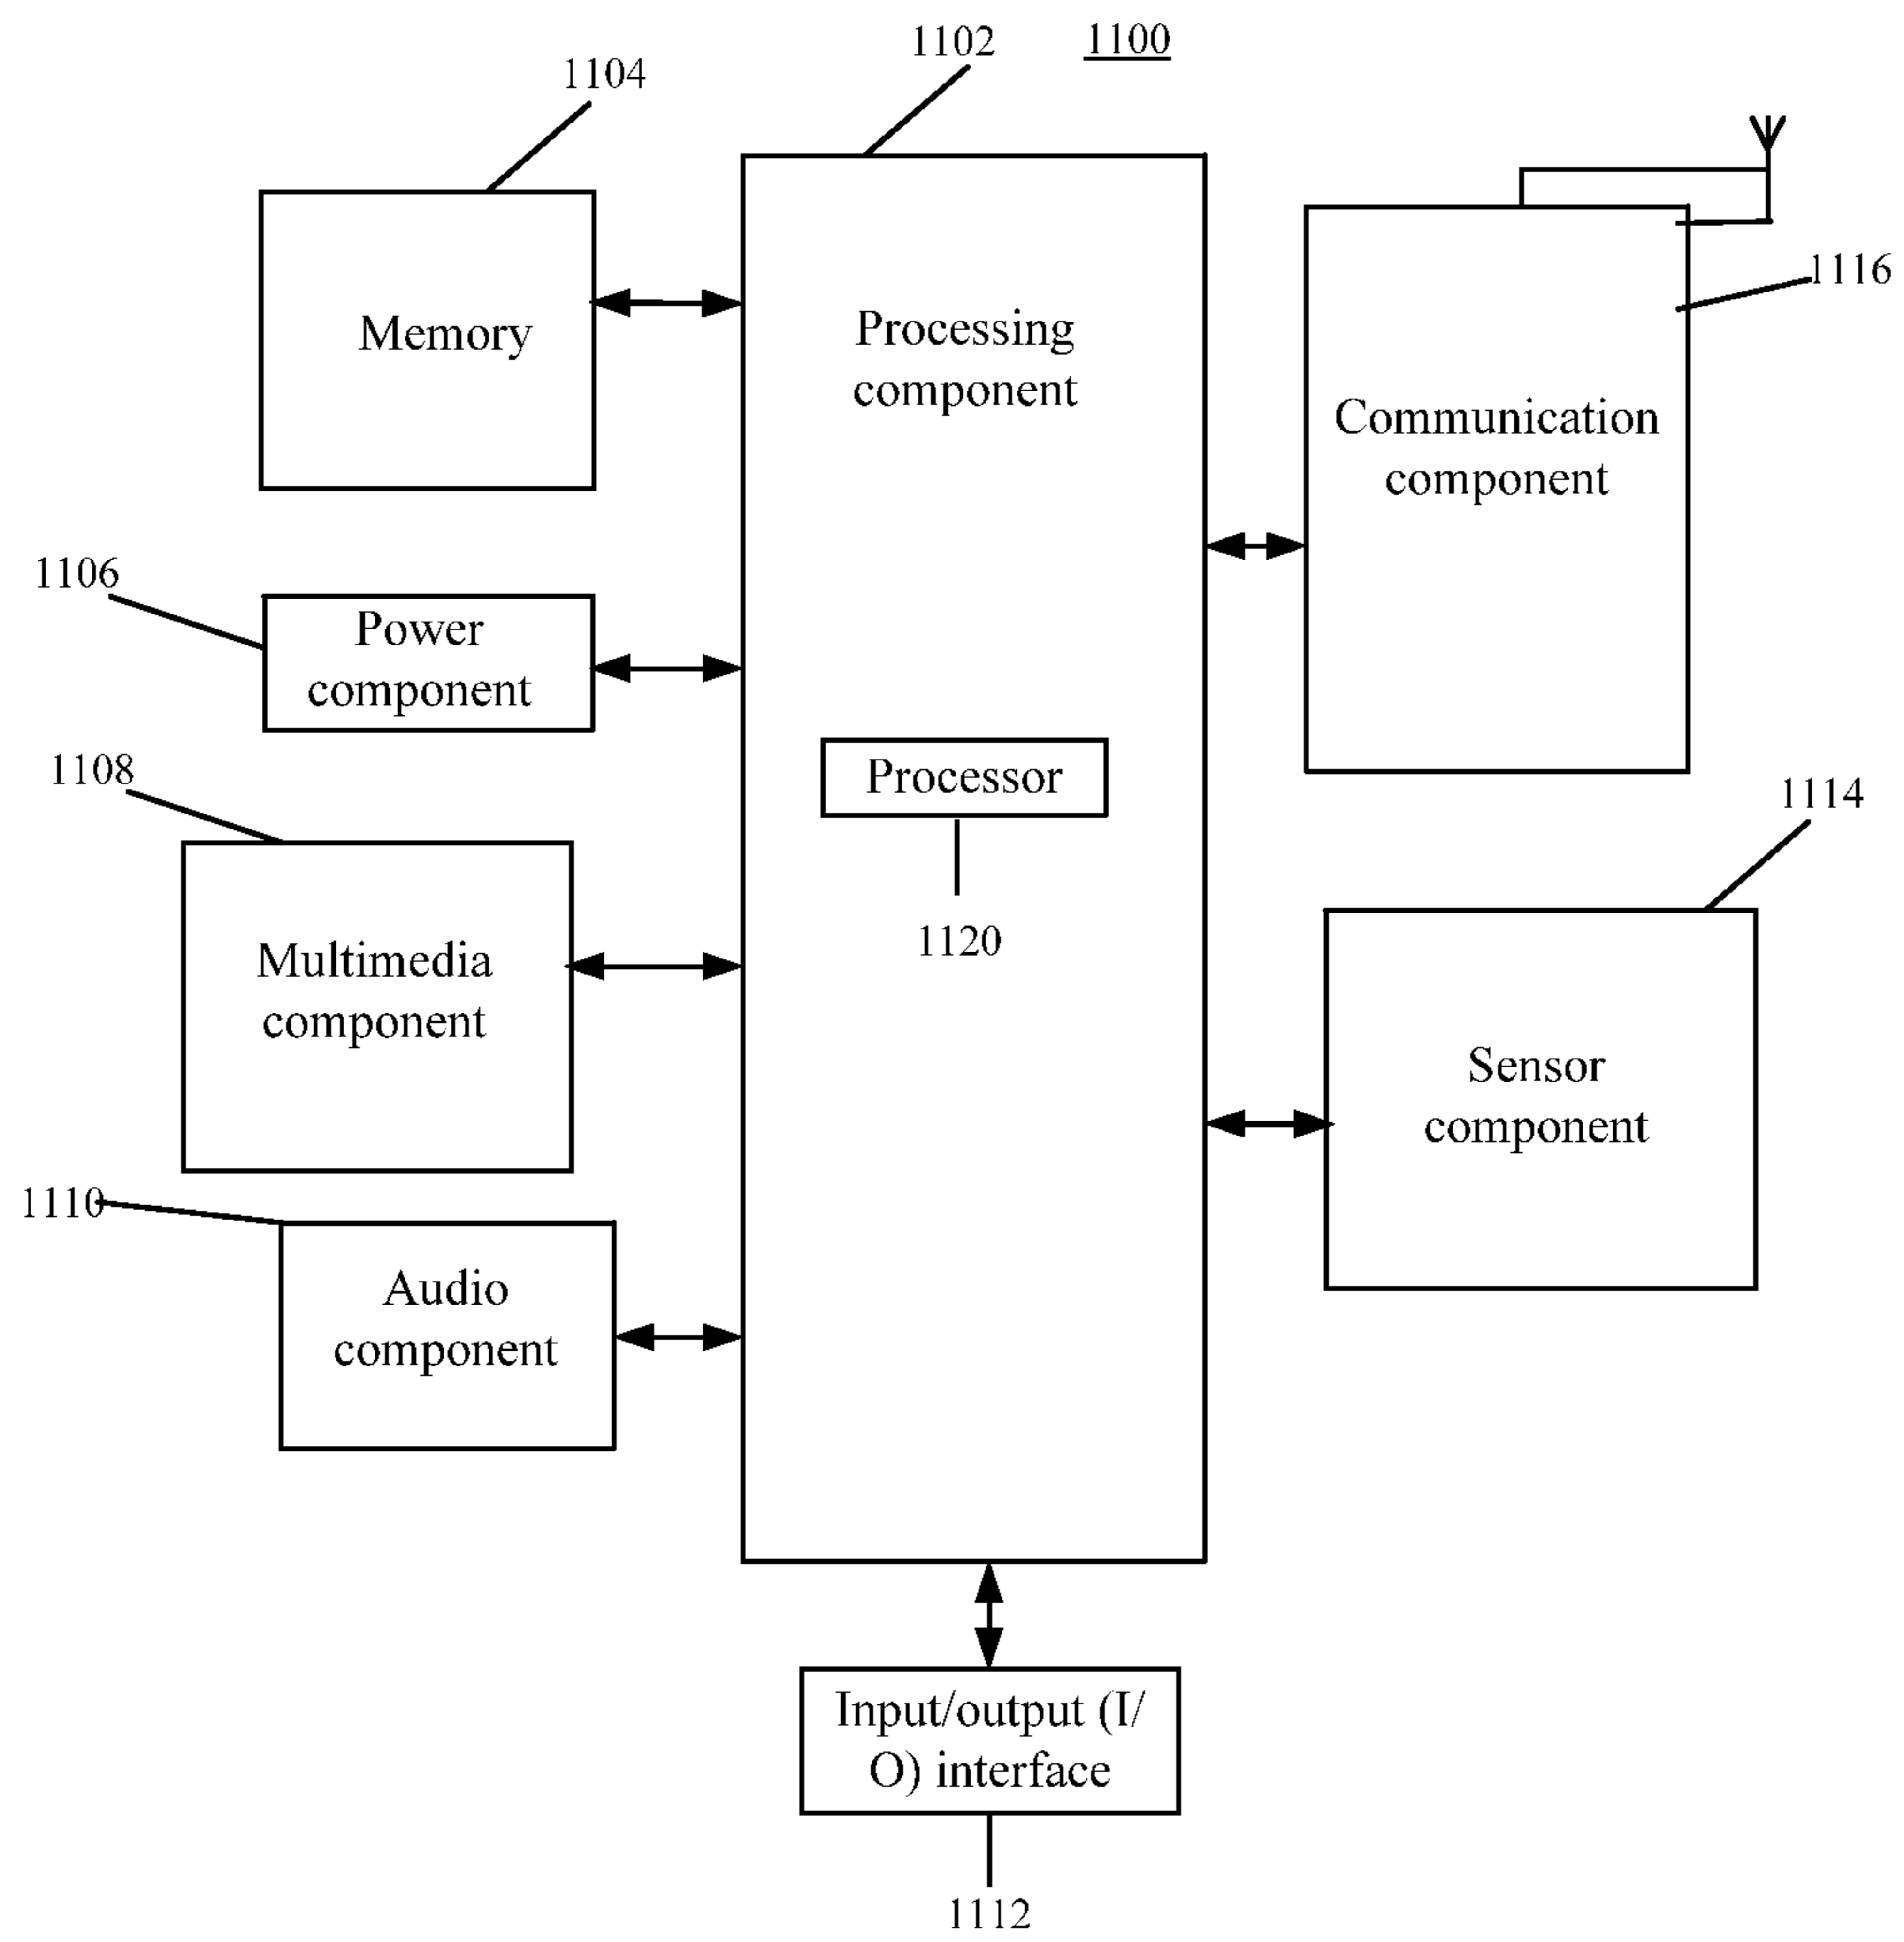 1102
1100
1104
1116
Memory
Processing
component
Communication
component
1106
Power
component
1108
Processor
1114
1120
Multimedia
component
Sensor
component
1110
Audio
component
Input/output (I/
O) interface
1112